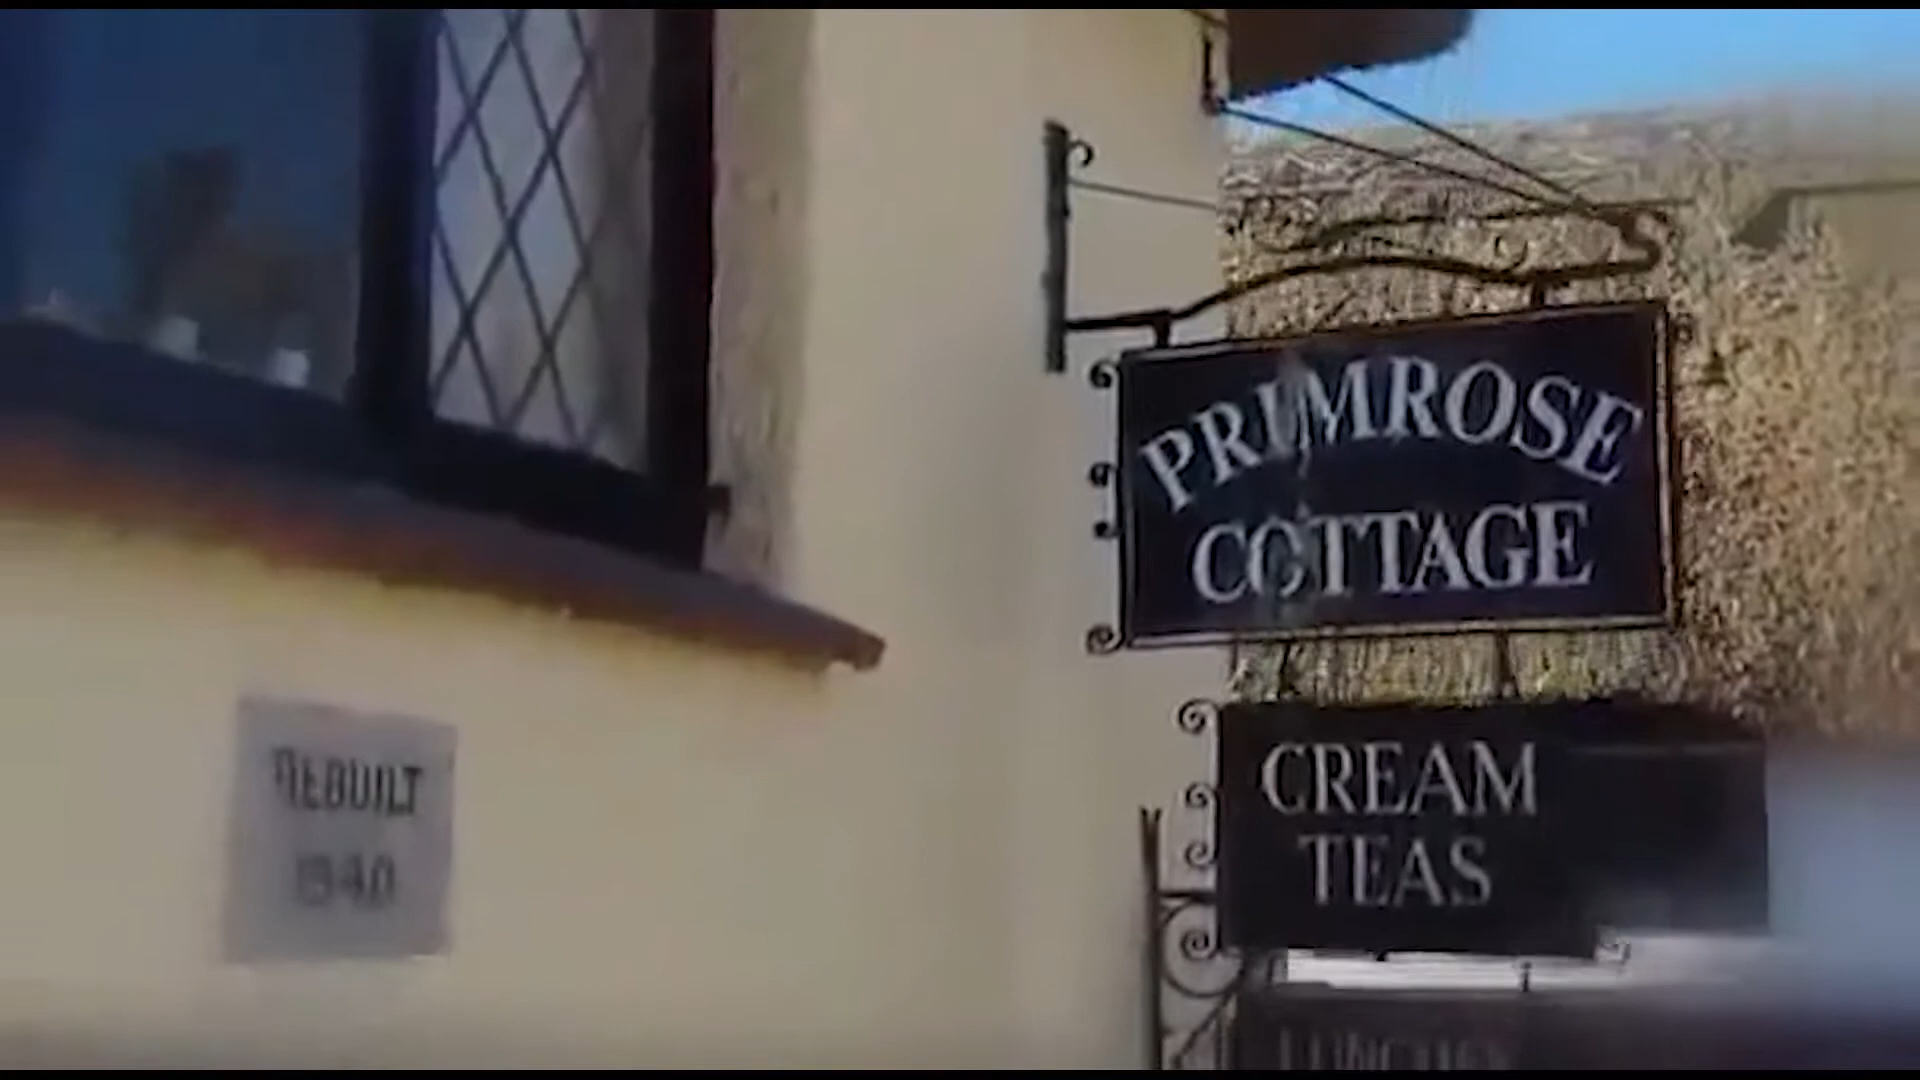 PRIMROSE
COTTAGE
CREAM
TEAS
REBUILT
1940